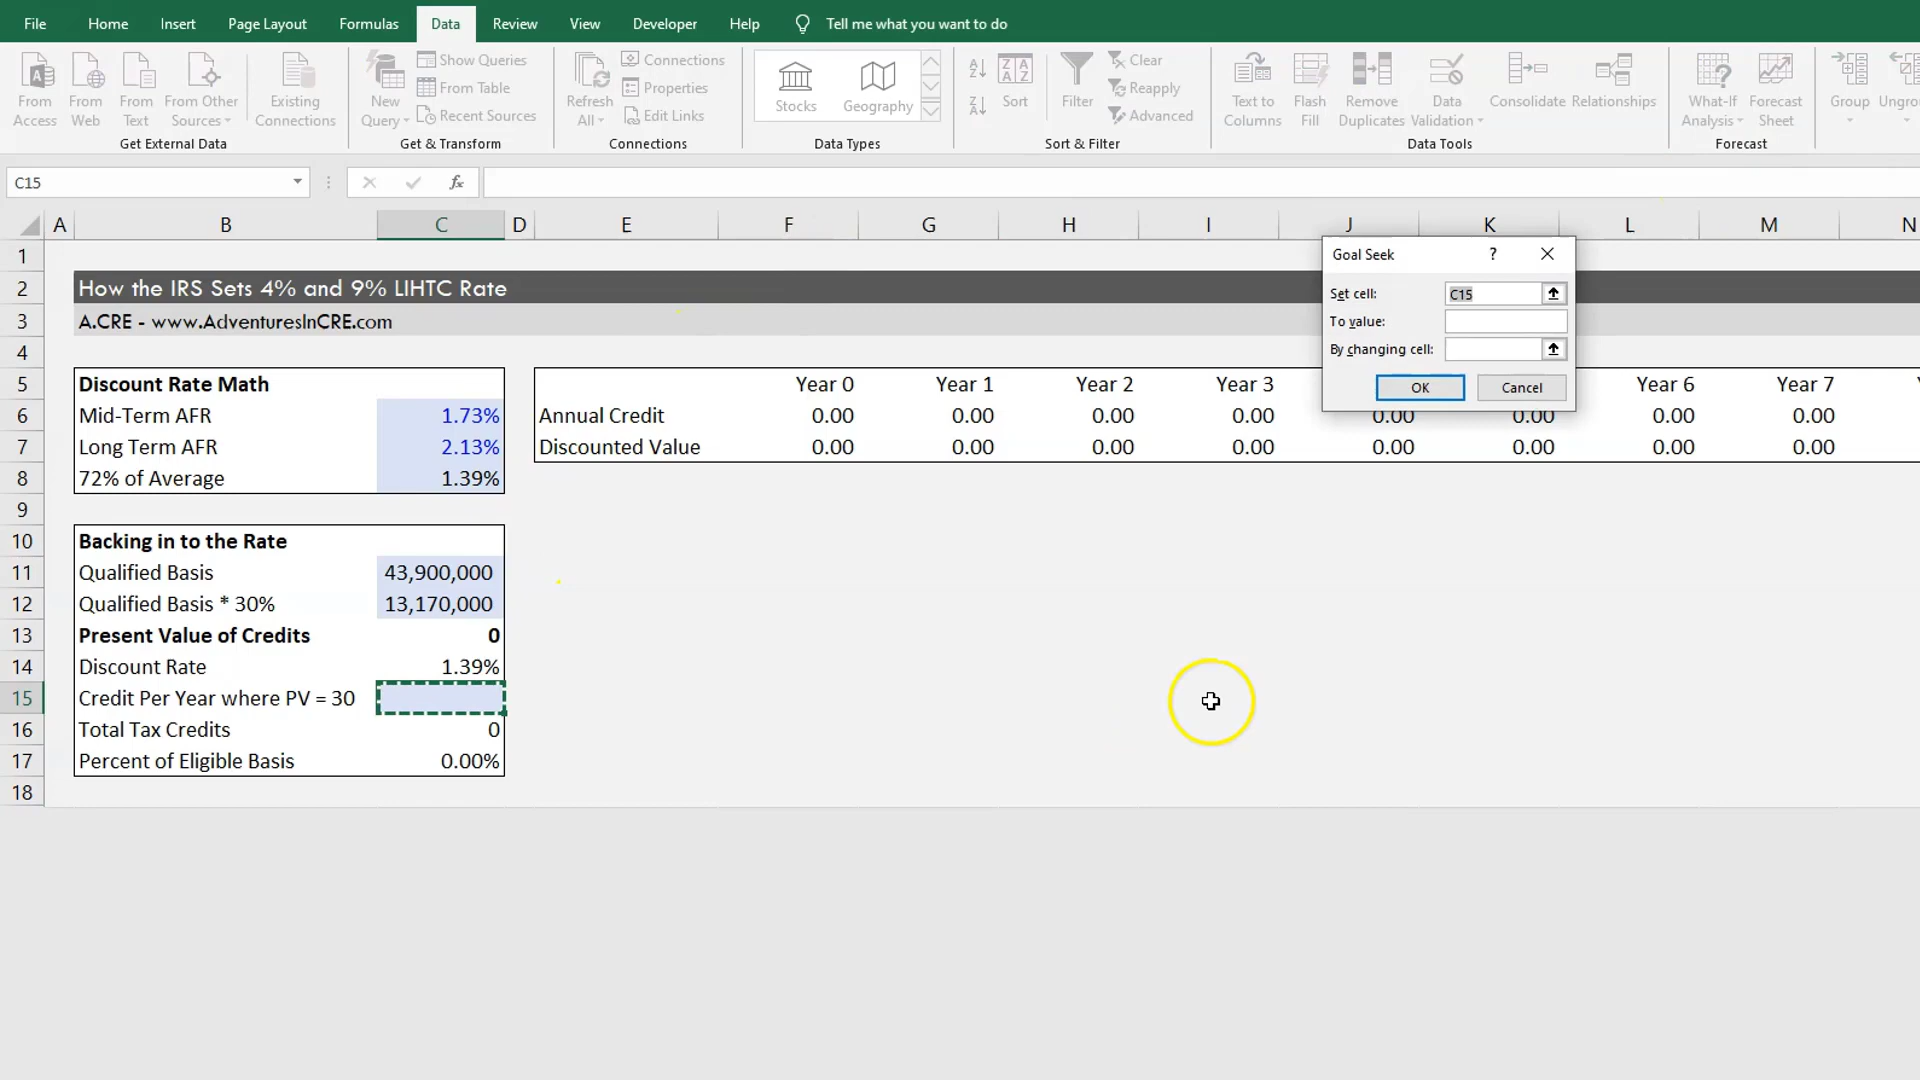 File Home Insert Page Layout Formulas Data Review View Developer Help Tell me what you want to do
From Access
From Web
From Text
From Other Sources
Existing Connections
Get External Data
New Query
Show Queries
From Table
Recent Sources
Get & Transform
Refresh All
Connections
Properties
Edit Links
Connections
Stocks
Geography
Data Types
Sort
Filter
Clear
Reapply
Advanced
Sort & Filter
Text to Columns
Flash Fill
Remove Duplicates
Data Validation
Consolidate
Relationships
Data Tools
What-If Analysis
Forecast Sheet
Forecast
Group
Ungro
C15
fx
A B C D E F G H I J K L M N
1
2 How the IRS Sets 4% and 9% LIHTC Rate
3 A.CRE - www.AdventuresInCRE.com
4
5 Discount Rate Math Year 0 Year 1 Year 2 Year 3 Year 6 Year 7
6 Mid-Term AFR 1.73% Annual Credit 0.00 0.00 0.00 0.00 0.00 0.00 0.00 0.00
7 Long Term AFR 2.13% Discounted Value 0.00 0.00 0.00 0.00 0.00 0.00 0.00 0.00
8 72% of Average 1.39%
9
10 Backing in to the Rate
11 Qualified Basis 43,900,000
12 Qualified Basis * 30% 13,170,000
13 Present Value of Credits 0
14 Discount Rate 1.39%
15 Credit Per Year where PV = 30
16 Total Tax Credits 0
17 Percent of Eligible Basis 0.00%
18
Goal Seek ?
Set cell: C15
To value:
By changing cell:
OK Cancel